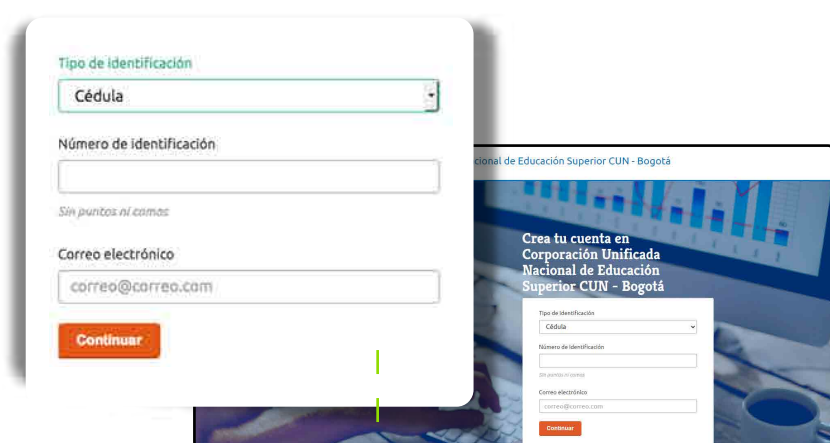 Tipo de identificación
Cédula
Número de identificación
Sin puntos ni comas
Correo electrónico
correo@correo.com
Continuar
cional de Educación Superior CUN - Bogotá
Crea tu cuenta en
Corporación Unificada
Nacional de Educación
Superior CUN - Bogotá
Tipo de identificación
Cédula
Número de identificación
Sin puntos ni comas
Correo electrónico
correo@correo.com
Continuar